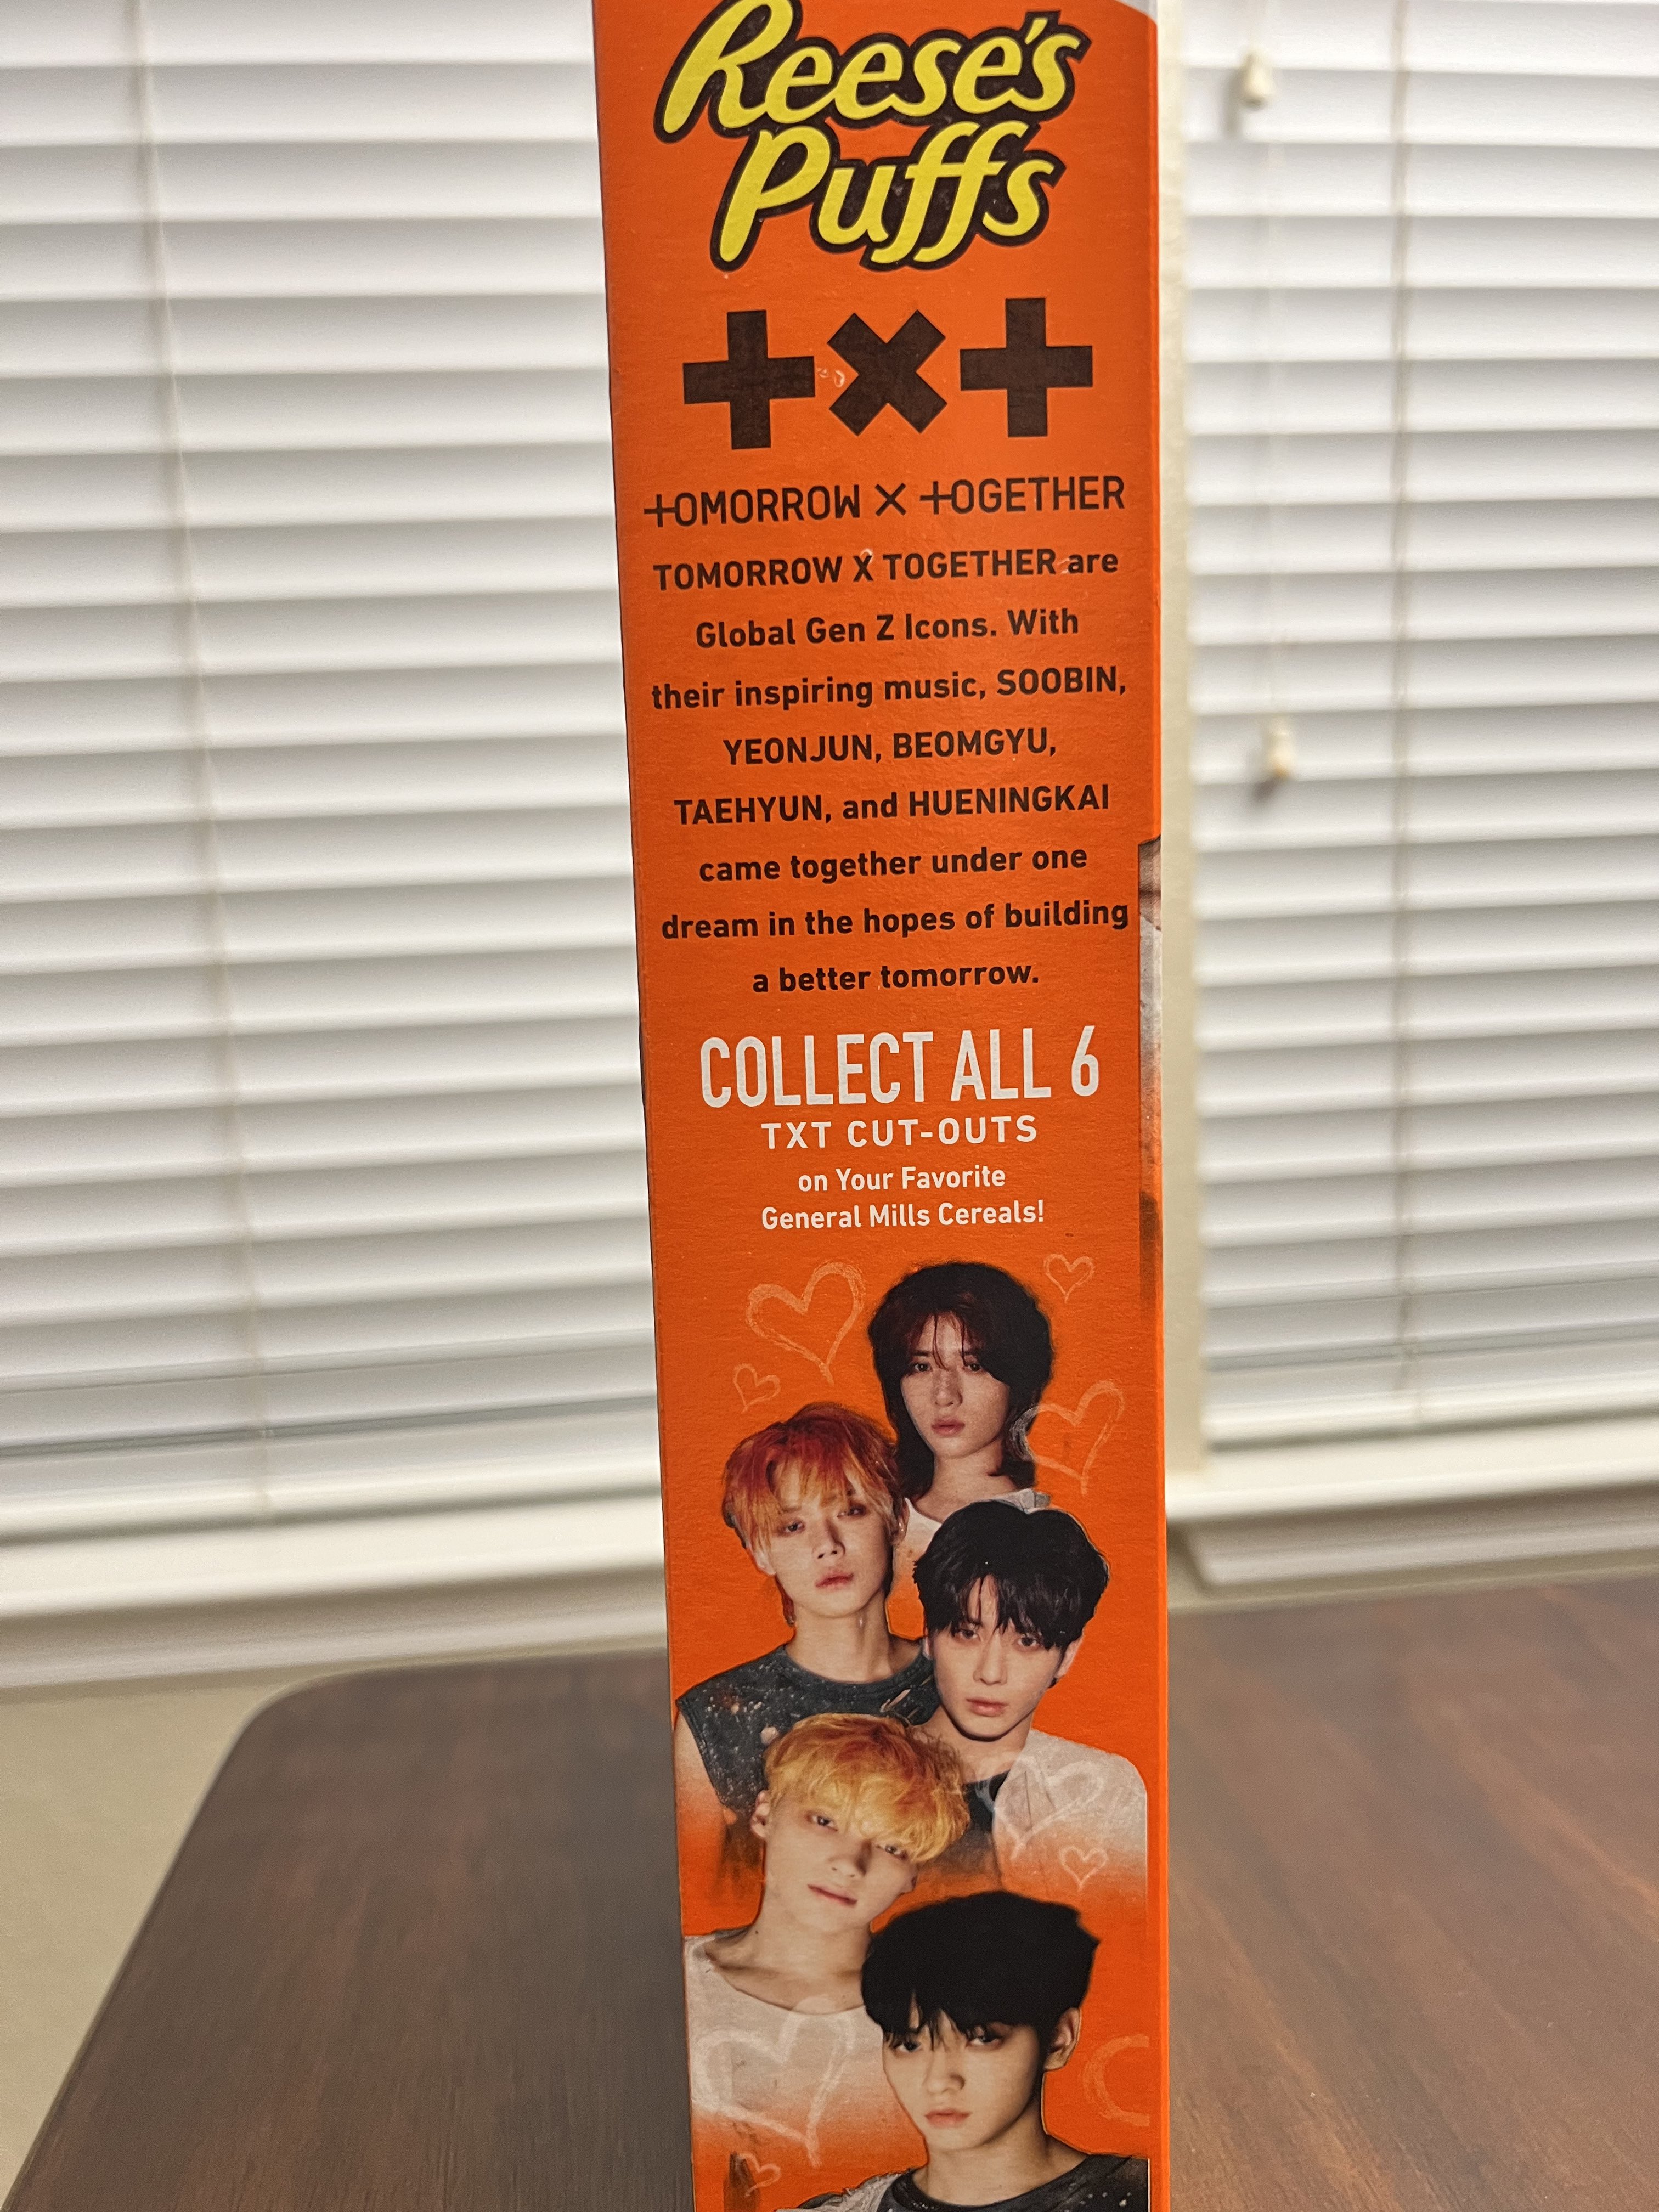 Reese's
Puffs
+×+
TOMORROW × TOGETHER
TOMORROW X TOGETHER are
Global Gen Z Icons. With
their inspiring music, SOOBIN,
YEONJUN, BEOMGYU,
TAEHYUN, and HUENINGKAI
came together under one
dream in the hopes of building
a better tomorrow.
COLLECT ALL 6
TXT CUT-OUTS
on Your Favorite
General Mills Cereals!